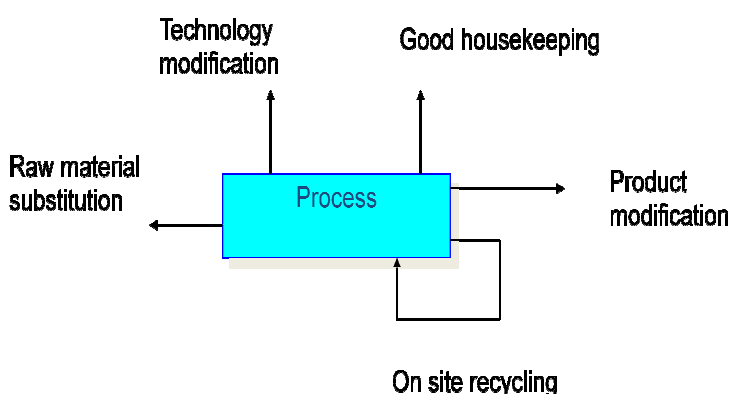 Technology
modification
Good housekeeping
Raw material
substitution
Process
Product
modification
On site recycling